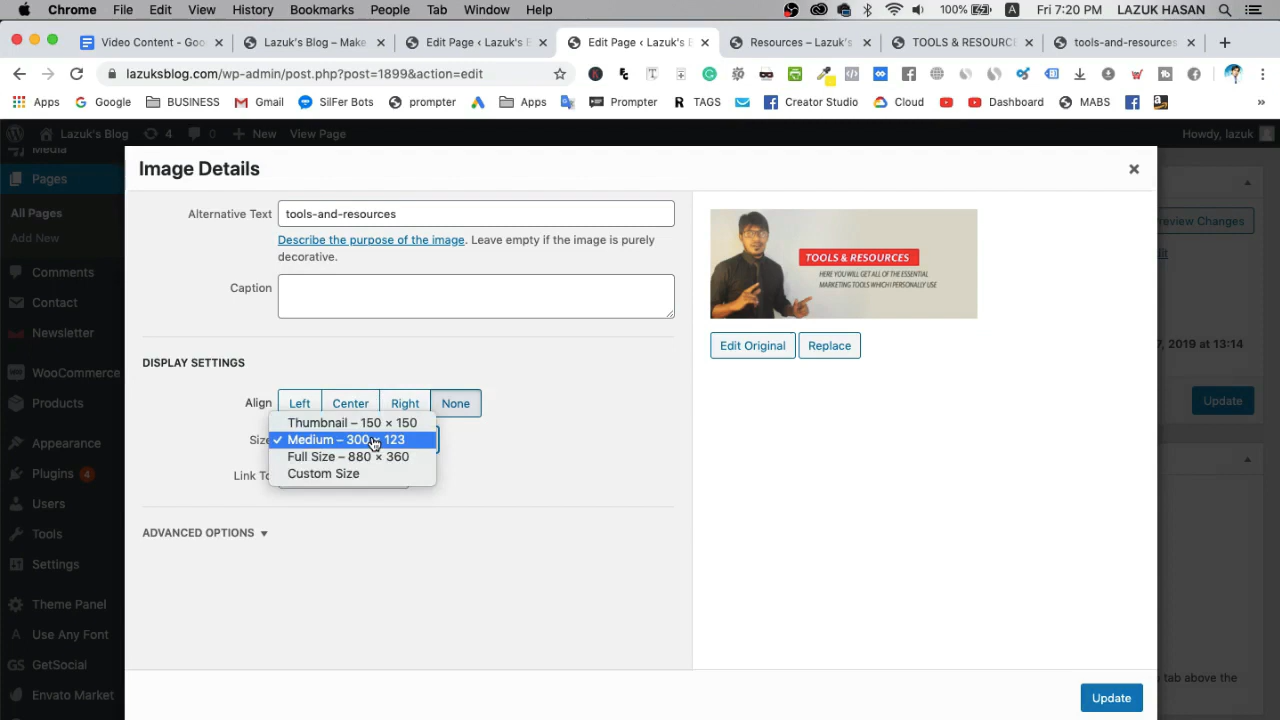 Chrome File Edit View History Bookmarks People Tab Window Help 100% A Fri 7:20 PM LAZUK HASAN
Video Content - Goo Lazuk's Blog – Make Edit Page ‹ Lazuk's B Edit Page ‹ Lazuk's B Resources – Lazuk's TOOLS & RESOURC tools-and-resources
lazuksblog.com/wp-admin/post.php?post=1899&action=edit
Apps Google BUSINESS Gmail SilFer Bots prompter Apps Prompter R TAGS Creator Studio Cloud Dashboard MABS »
Lazuk's Blog 4 0 New View Page Howdy, lazuk
Media
Image Details
Pages
All Pages
Add New
Comments
Contact
Newsletter
WooCommerce
Products
Appearance
Plugins 4
Users
Tools
Settings
Theme Panel
Use Any Font
GS GetSocial
Envato Market
Alternative Text tools-and-resources
Describe the purpose of the image. Leave empty if the image is purely
decorative.
Caption
DISPLAY SETTINGS
Align Left Center Right None
Thumbnail – 150 × 150
Size ✓ Medium – 300 × 123
Full Size – 880 × 360
Custom Size
Link To
ADVANCED OPTIONS
TOOLS & RESOURCES
HERE YOU WILL GET ALL OF THE ESSENTIAL
MARKETING TOOLS WHICH I PERSONALLY USE
Edit Original Replace
Preview Changes
7, 2019 at 13:14
Update
tab above the
Update